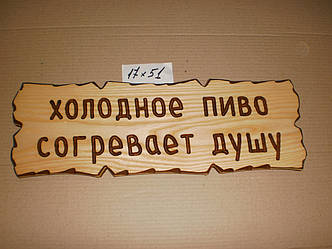 17×51
холодное пиво
согревает душу